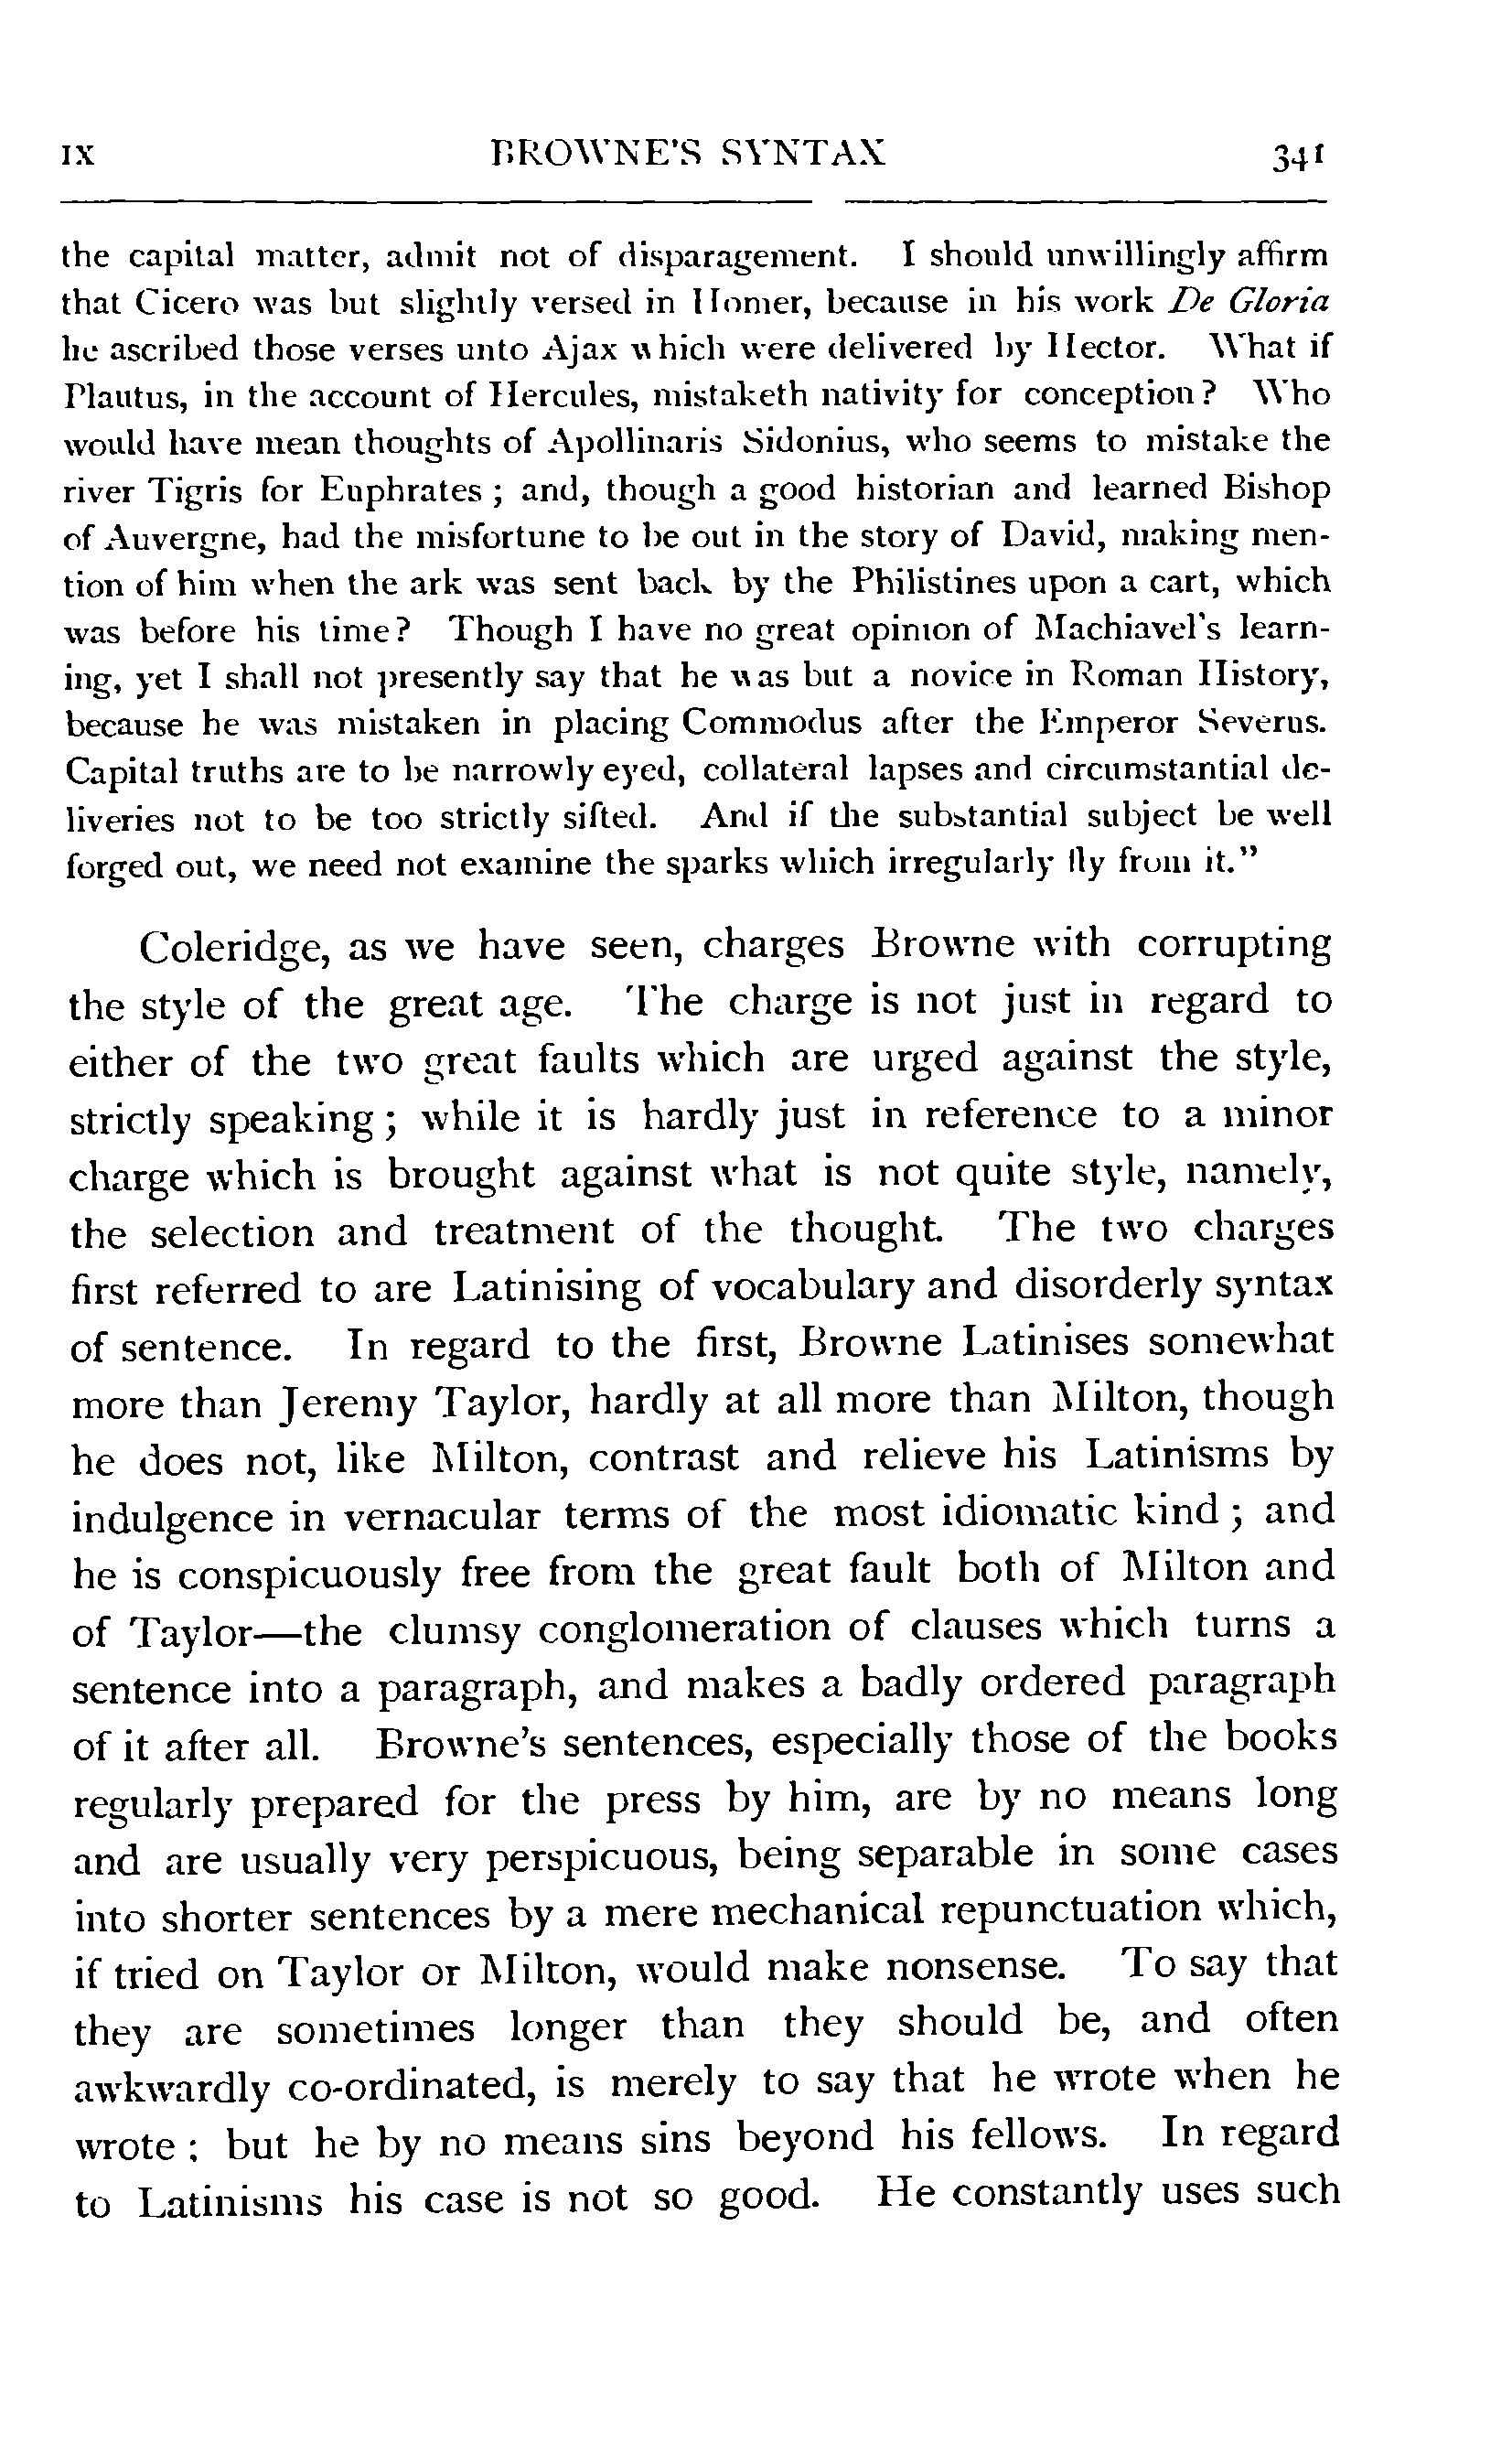 IX BROWNE'S SYNTAX 341
the capital matter, admit not of disparagement. I should unwillingly affirm
that Cicero was but slightly versed in Homer, because in his work De Gloria
he ascribed those verses unto Ajax which were delivered by Hector. What if
Plautus, in the account of Hercules, mistaketh nativity for conception? Who
would have mean thoughts of Apollinaris Sidonius, who seems to mistake the
river Tigris for Euphrates; and, though a good historian and learned Bishop
of Auvergne, had the misfortune to be out in the story of David, making men-
tion of him when the ark was sent back by the Philistines upon a cart, which
was before his time? Though I have no great opinion of Machiavel's learn-
ing, yet I shall not presently say that he was but a novice in Roman History,
because he was mistaken in placing Commodus after the Emperor Severus.
Capital truths are to be narrowly eyed, collateral lapses and circumstantial de-
liveries not to be too strictly sifted. And if the substantial subject be well
forged out, we need not examine the sparks which irregularly fly from it."
Coleridge, as we have seen, charges Browne with corrupting
the style of the great age. The charge is not just in regard to
either of the two great faults which are urged against the style,
strictly speaking; while it is hardly just in reference to a minor
charge which is brought against what is not quite style, namely,
the selection and treatment of the thought. The two charges
first referred to are Latinising of vocabulary and disorderly syntax
of sentence. In regard to the first, Browne Latinises somewhat
more than Jeremy Taylor, hardly at all more than Milton, though
he does not, like Milton, contrast and relieve his Latinisms by
indulgence in vernacular terms of the most idiomatic kind; and
he is conspicuously free from the great fault both of Milton and
of Taylor—the clumsy conglomeration of clauses which turns a
sentence into a paragraph, and makes a badly ordered paragraph
of it after all. Browne's sentences, especially those of the books
regularly prepared for the press by him, are by no means long
and are usually very perspicuous, being separable in some cases
into shorter sentences by a mere mechanical repunctuation which,
if tried on Taylor or Milton, would make nonsense. To say that
they are sometimes longer than they should be, and often
awkwardly co-ordinated, is merely to say that he wrote when he
wrote; but he by no means sins beyond his fellows. In regard
to Latinisms his case is not so good. He constantly uses such